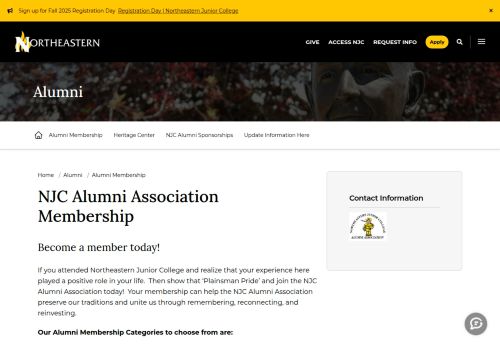 Sign up for Fall 2025 Registration Day Registration Day | Northeastern Junior College ×
NORTHEASTERN GIVE ACCESS NJC REQUEST INFO Apply
Alumni
Alumni Membership Heritage Center NJC Alumni Sponsorships Update Information Here
Home / Alumni / Alumni Membership
NJC Alumni Association
Membership
Become a member today!
If you attended Northeastern Junior College and realize that your experience here
played a positive role in your life. Then show that 'Plainsman Pride' and join the NJC
Alumni Association today! Your membership can help the NJC Alumni Association
preserve our traditions and unite us through remembering, reconnecting, and
reinvesting.
Our Alumni Membership Categories to choose from are:
Contact Information
NORTHEASTERN JUNIOR COLLEGE
ALUMNI ASSOCIATION